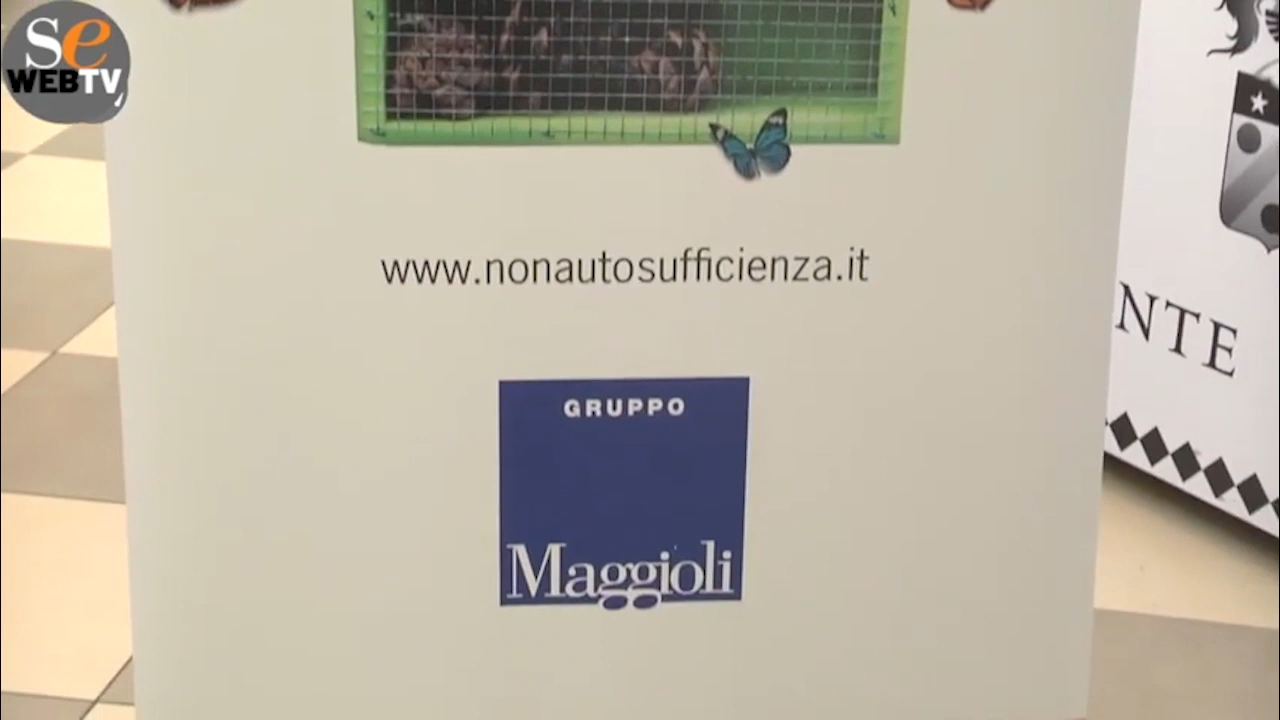 Se
WEBTV
www.nonautosufficienza.it
NTE
GRUPPO
Maggioli